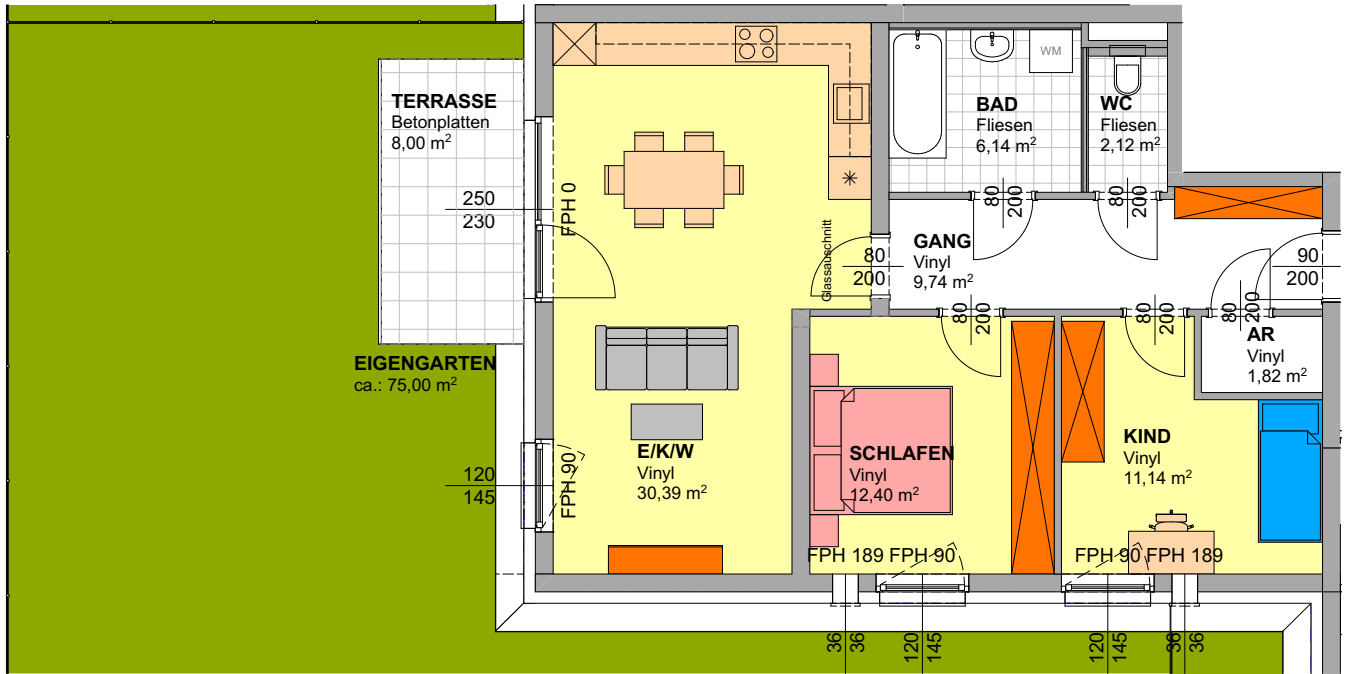 TERRASSE
Betonplatten
8,00 m²
250
230
FPH 0
EIGENGARTEN
ca.: 75,00 m²
120
145
FPH 90
E/K/W
Vinyl
30,39 m²
Glassauschnitt
80
200
BAD
Fliesen
6,14 m²
WM
80
200
WC
Fliesen
2,12 m²
80
200
GANG
Vinyl
9,74 m²
90
200
80
200
80
200
80
200
AR
Vinyl
1,82 m²
SCHLAFEN
Vinyl
12,40 m²
KIND
Vinyl
11,14 m²
FPH 189 FPH 90
FPH 90 FPH 189
36
36
120
145
120
145
36
36